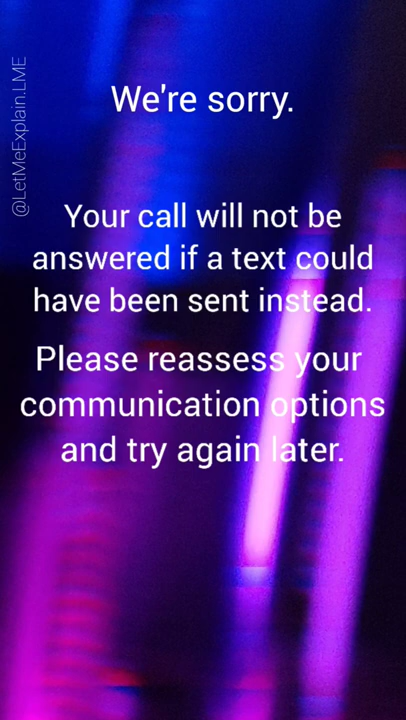 @LetMeExplain.LME
We're sorry.
Your call will not be
answered if a text could
have been sent instead.
Please reassess your
communication options
and try again later.